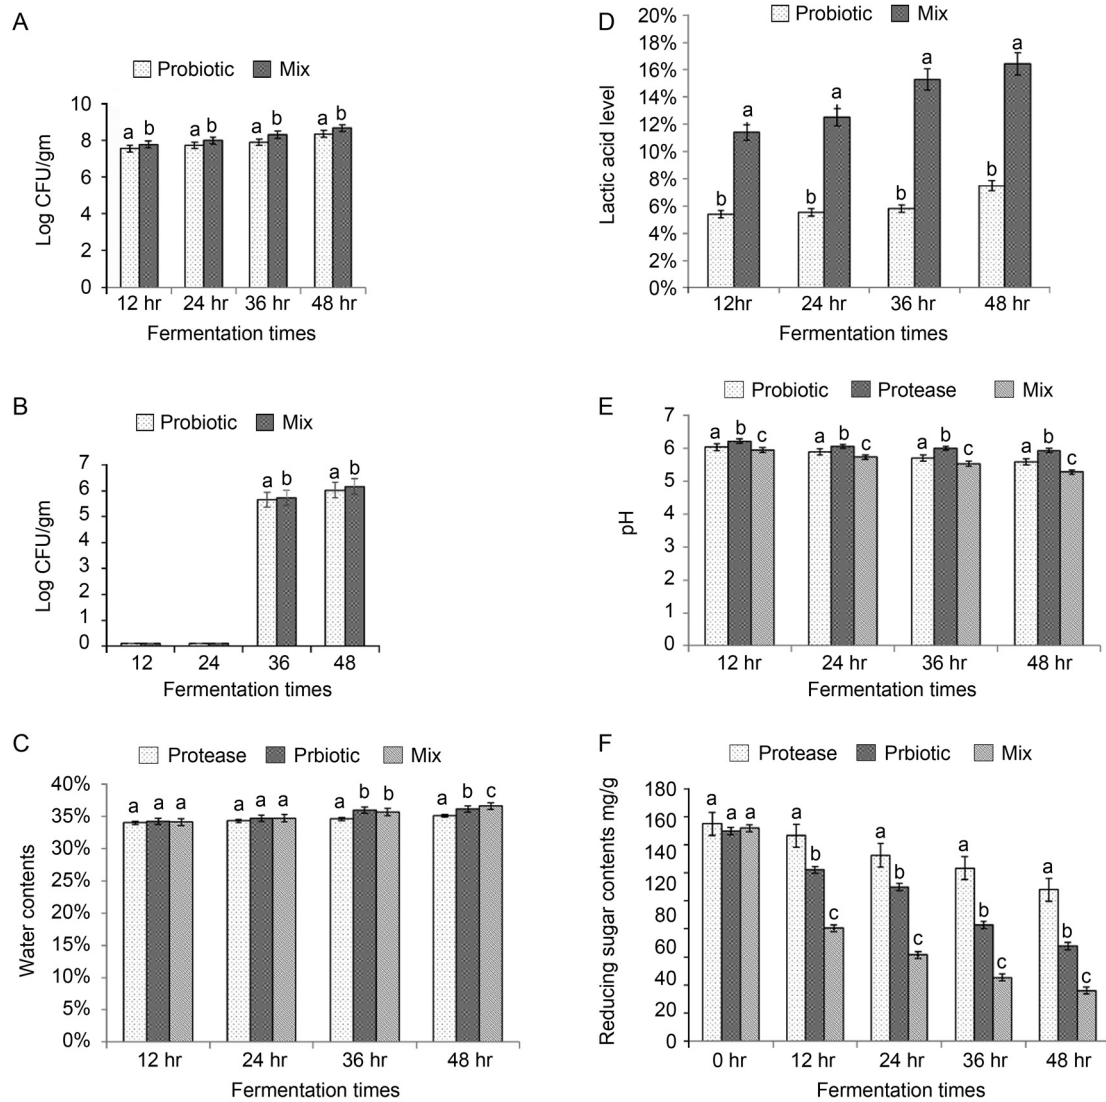 A
Probiotic Mix
Log CFU/gm
10
8
6
4
2
0
a b a b a b a b
12 hr 24 hr 36 hr 48 hr
Fermentation times
B
Probiotic Mix
Log CFU/gm
7
6
5
4
3
2
1
0
a b a b
12 24 36 48
Fermentation times
C
Protease Prbiotic Mix
Water contents
40%
35%
30%
25%
20%
15%
10%
5%
0%
a a a a a a a b b a b c
12 hr 24 hr 36 hr 48 hr
Fermentation times
D
Probiotic Mix
Lactic acid level
20%
18%
16%
14%
12%
10%
8%
6%
4%
2%
0%
b a b a b a b a
12hr 24 hr 36 hr 48 hr
Fermentation times
E
Probiotic Protease Mix
pH
7
6
5
4
3
2
1
0
a b c a b c a b c a b c
12 hr 24 hr 36 hr 48 hr
Fermentation times
F
Protease Prbiotic Mix
Reducing sugar contents mg/g
180
160
140
120
80
60
40
20
0
a a a a b c a b c a b c a b c
0 hr 12 hr 24 hr 36 hr 48 hr
Fermentation times